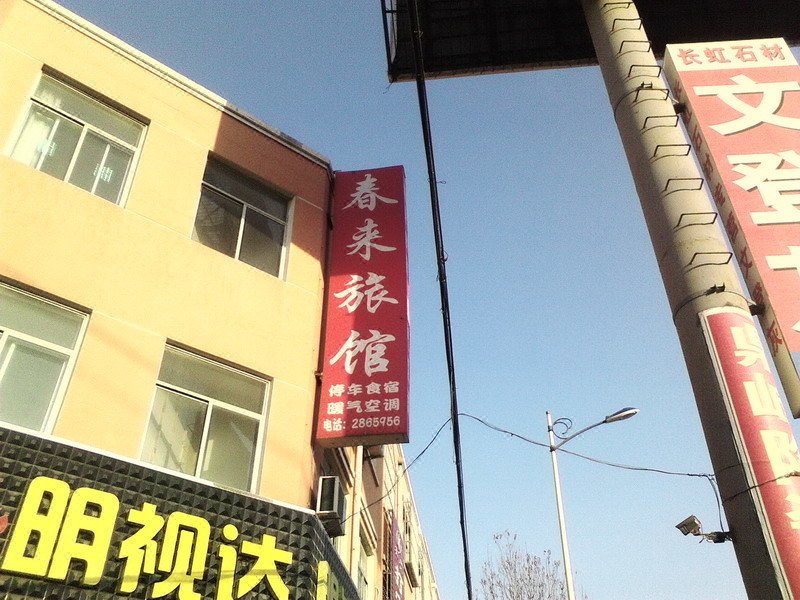 春来旅馆
停车食宿
暖气空调
电话: 2865956
明视达
长虹石材
文登